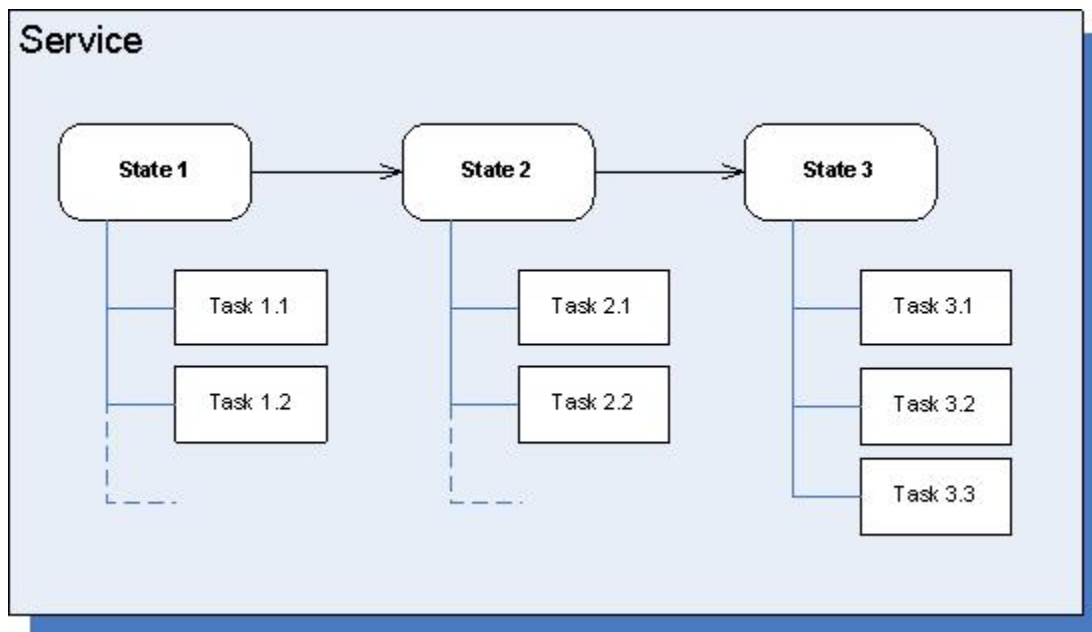 Service
State 1
State 2
State 3
Task 1.1
Task 2.1
Task 3.1
Task 1.2
Task 2.2
Task 3.2
Task 3.3